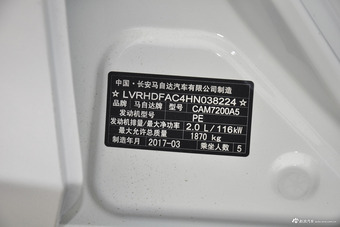 中国·长安马自达汽车有限公司制造
★LVRHDFAC4HN038224★
品牌 马自达牌 型号 CAM7200A5
发动机型号 PE
发动机排量/最大净功率 2.0 L/116kW
最大允许总质量 1870 kg
制造年月 2017-03 乘坐人数 5